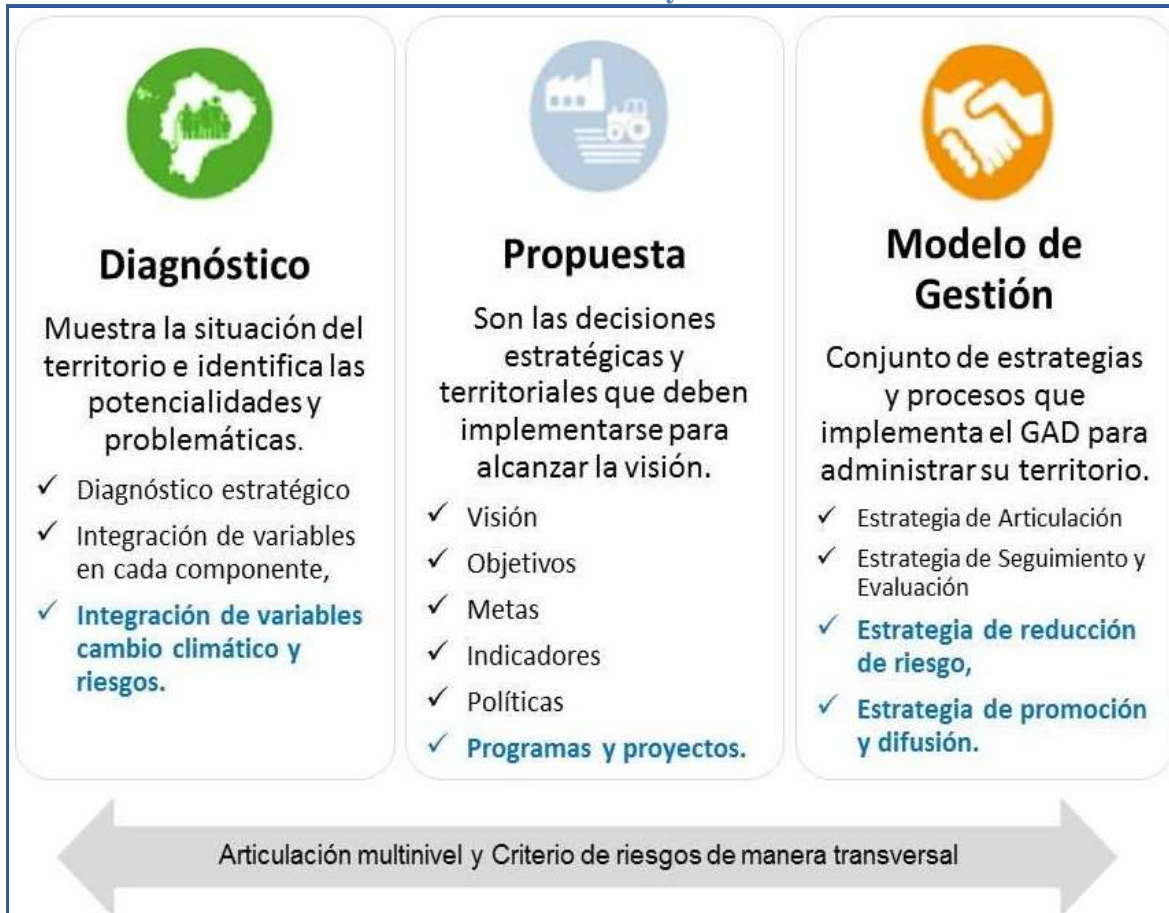 Diagnóstico
Muestra la situación del
territorio e identifica las
potencialidades y
problemáticas.
✓ Diagnóstico estratégico
✓ Integración de variables
en cada componente,
✓ Integración de variables
cambio climático y
riesgos.
Propuesta
Son las decisiones
estratégicas y
territoriales que deben
implementarse para
alcanzar la visión.
✓ Visión
✓ Objetivos
✓ Metas
✓ Indicadores
✓ Políticas
✓ Programas y proyectos.
Modelo de
Gestión
Conjunto de estrategias
y procesos que
implementa el GAD para
administrar su territorio.
✓ Estrategia de Articulación
✓ Estrategia de Seguimiento y
Evaluación
✓ Estrategia de reducción
de riesgo,
✓ Estrategia de promoción
y difusión.
Articulación multinivel y Criterio de riesgos de manera transversal